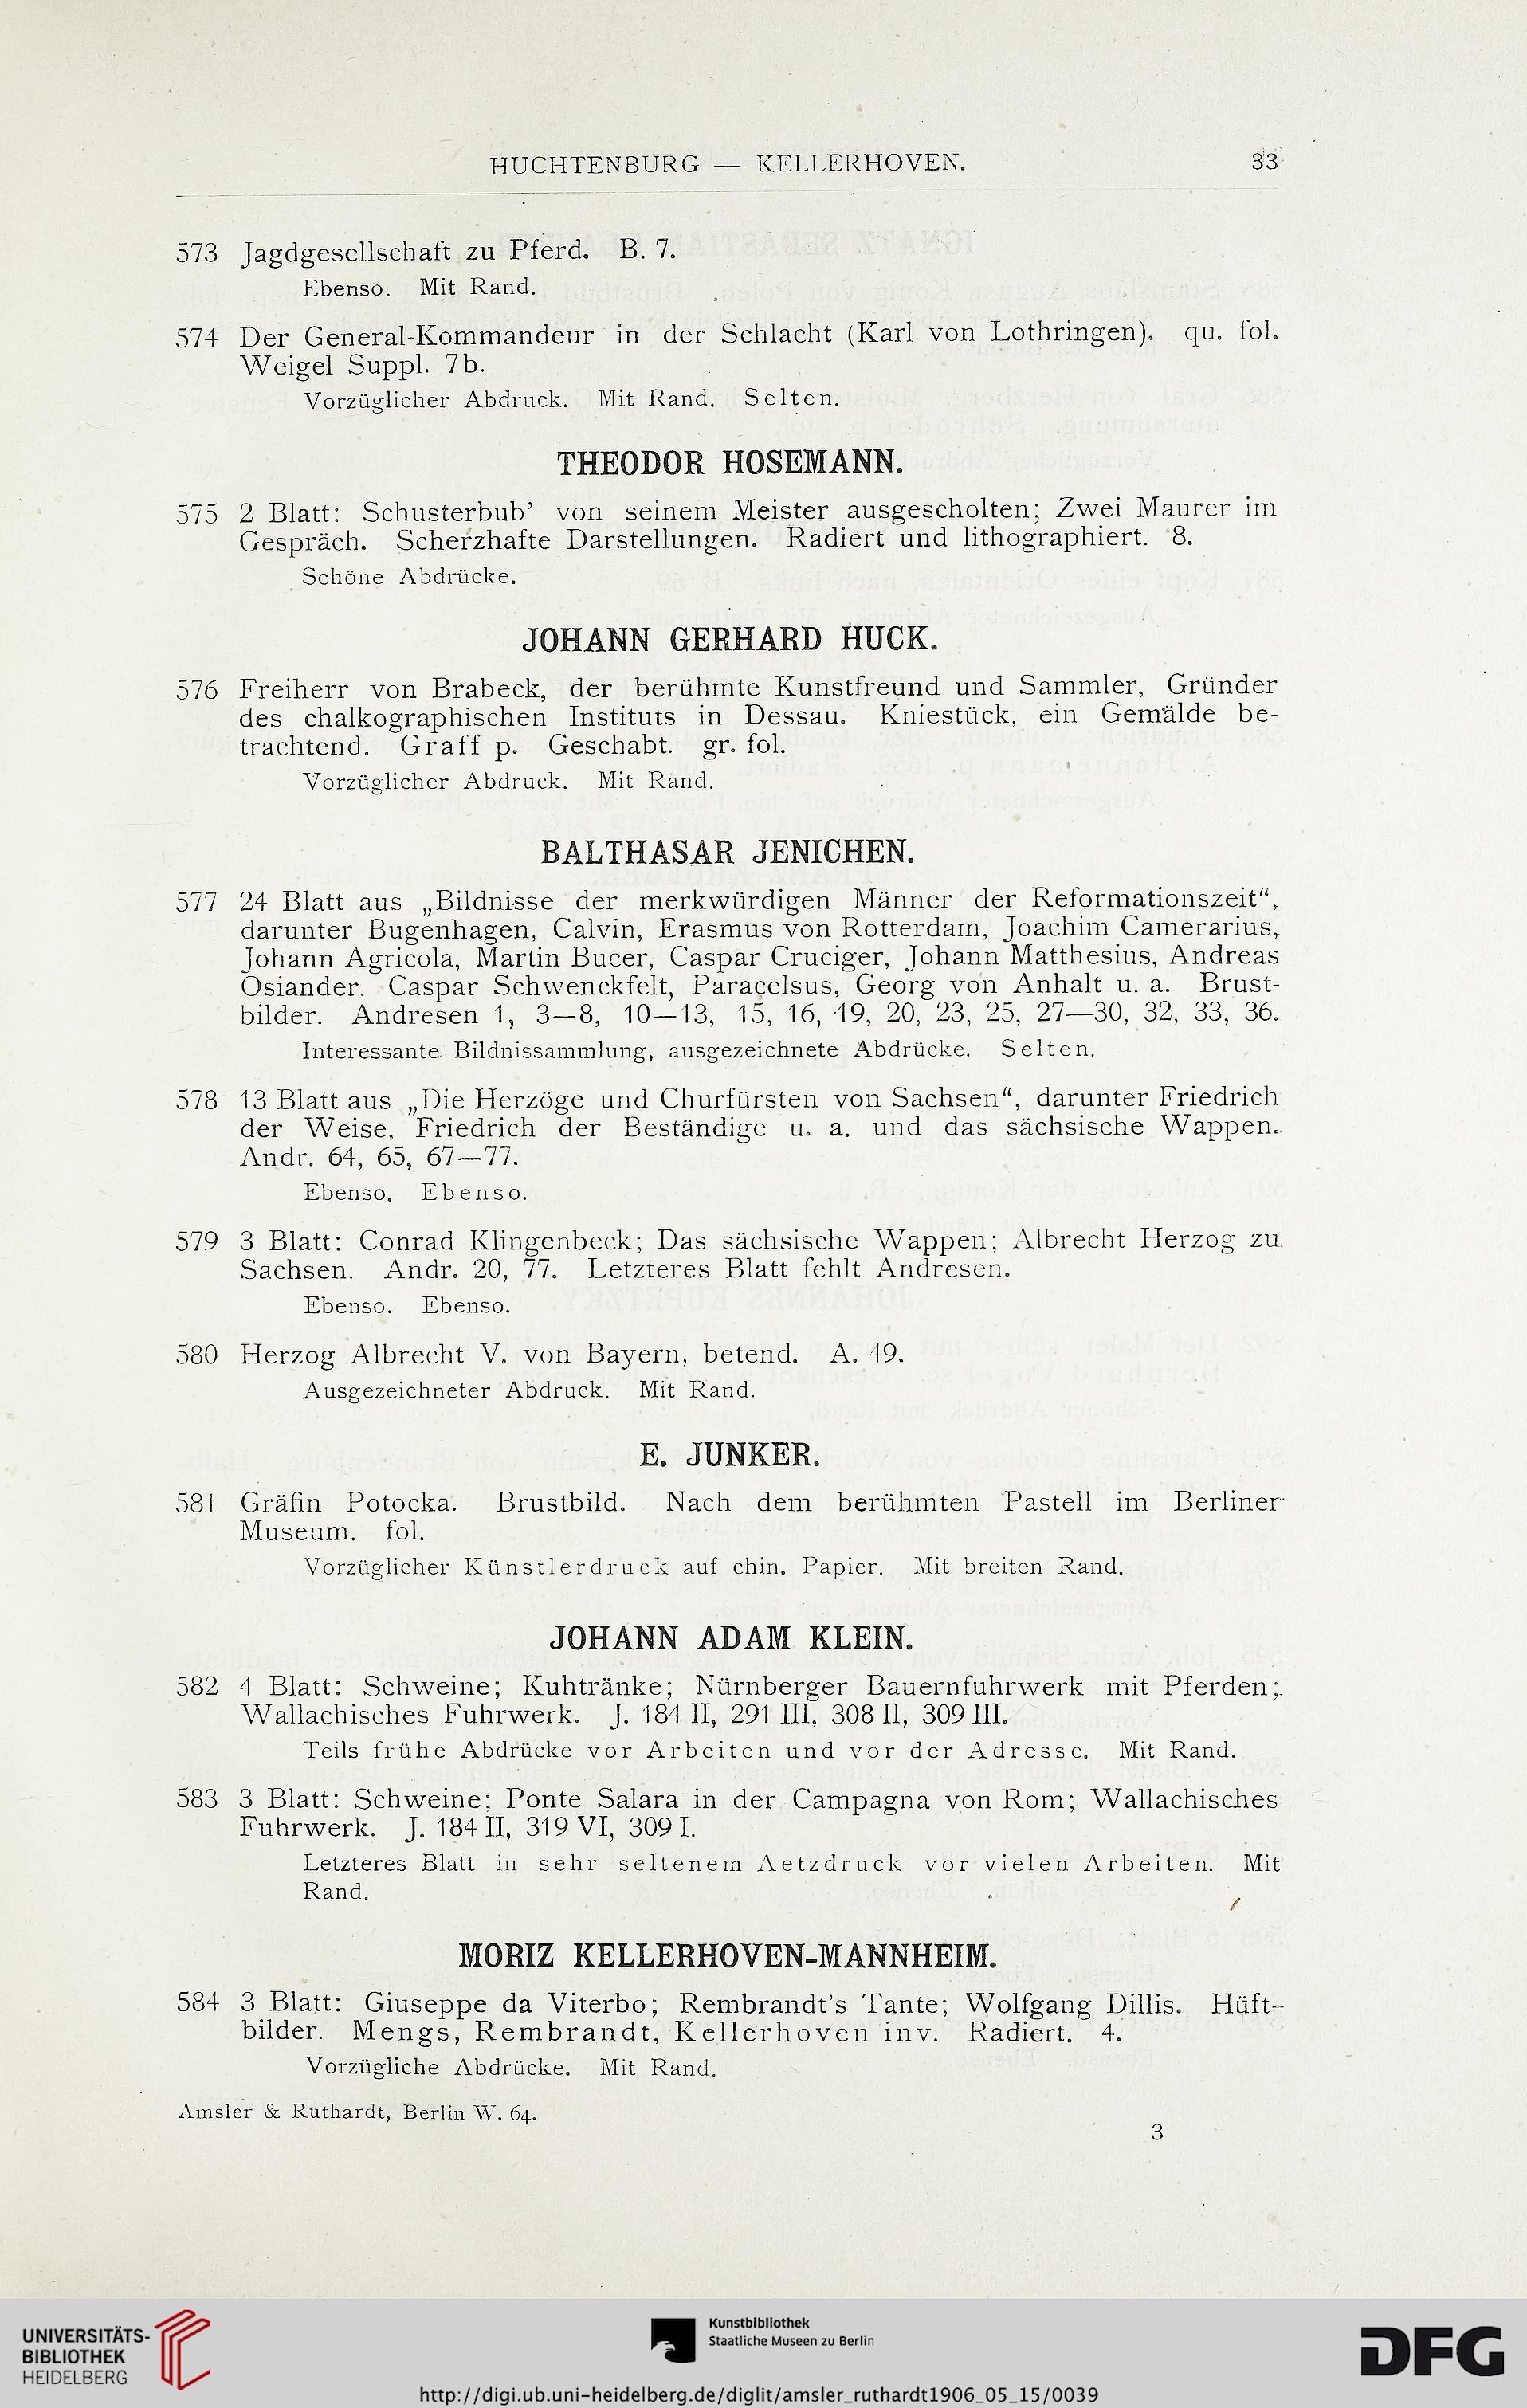 HUCHTENBURG — KELLERHOVEN. 33
573 Jagdgesellschaft zu Pferd. B. 7.
Ebenso. Mit Rand.
574 Der General-Kommandeur in der Schlacht (Karl von Lothringen). qu. fol.
Weigel Suppl. 7b.
Vorzüglicher Abdruck. Mit Rand. Selten.
THEODOR HOSEMANN.
575 2 Blatt: Schusterbub’ von seinem Meister ausgescholten; Zwei Maurer im
Gespräch. Scherzhafte Darstellungen. Radiert und lithographiert. 8.
Schöne Abdrücke.
JOHANN GERHARD HUCK.
576 Freiherr von Brabeck, der berühmte Kunstfreund und Sammler, Gründer
des chalkographischen Instituts in Dessau. Kniestück, ein Gemälde be-
trachtend. Graff p. Geschabt. gr. fol.
Vorzüglicher Abdruck. Mit Rand.
BALTHASAR JENICHEN.
577 24 Blatt aus „Bildnisse der merkwürdigen Männer der Reformationszeit“,
darunter Bugenhagen, Calvin, Erasmus von Rotterdam, Joachim Camerarius,
Johann Agricola, Martin Bucer, Caspar Cruciger, Johann Matthesius, Andreas
Osiander. Caspar Schwenckfelt, Paracelsus, Georg von Anhalt u. a. Brust-
bilder. Andresen 1, 3—8, 10—13, 15, 16, 19, 20, 23, 25, 27—30, 32, 33, 36.
Interessante Bildnissammlung, ausgezeichnete Abdrücke. Selten.
578 13 Blatt aus „Die Herzöge und Churfürsten von Sachsen“, darunter Friedrich
der Weise, Friedrich der Beständige u. a. und das sächsische Wappen.
Andr. 64, 65, 67—77.
Ebenso. Ebenso.
579 3 Blatt: Conrad Klingenbeck; Das sächsische Wappen; Albrecht Herzog zu
Sachsen. Andr. 20, 77. Letzteres Blatt fehlt Andresen.
Ebenso. Ebenso.
580 Herzog Albrecht V. von Bayern, betend. A. 49.
Ausgezeichneter Abdruck. Mit Rand.
E. JUNKER.
581 Gräfin Potocka. Brustbild. Nach dem berühmten Pastell im Berliner
Museum. fol.
Vorzüglicher Künstlerdruck auf chin. Papier. Mit breiten Rand.
JOHANN ADAM KLEIN.
582 4 Blatt: Schweine; Kuhtränke; Nürnberger Bauernfuhrwerk mit Pferden;
Wallachisches Fuhrwerk. J. 184 II, 291 III, 308 II, 309 III.
Teils frühe Abdrücke vor Arbeiten und vor der Adresse. Mit Rand.
583 3 Blatt: Schweine; Ponte Salara in der Campagna von Rom; Wallachisches
Fuhrwerk. J. 184 II, 319 VI, 309 I.
Letzteres Blatt in sehr seltenem Aetzdruck vor vielen Arbeiten. Mit
Rand.
MORIZ KELLERHOVEN-MANNHEIM.
584 3 Blatt: Giuseppe da Viterbo; Rembrandt’s Tante; Wolfgang Dillis. Hüft-
bilder. Mengs, Rembrandt, Kellerhoven inv. Radiert. 4.
Vorzügliche Abdrücke. Mit Rand.
Amsler & Ruthardt, Berlin W. 64.
3
UNIVERSITÄTS-
BIBLIOTHEK
HEIDELBERG
Kunstbibliothek
Staatliche Museen zu Berlin
DFG
http://digi.ub.uni-heidelberg.de/diglit/amsler_ruthardt1906_05_15/0039